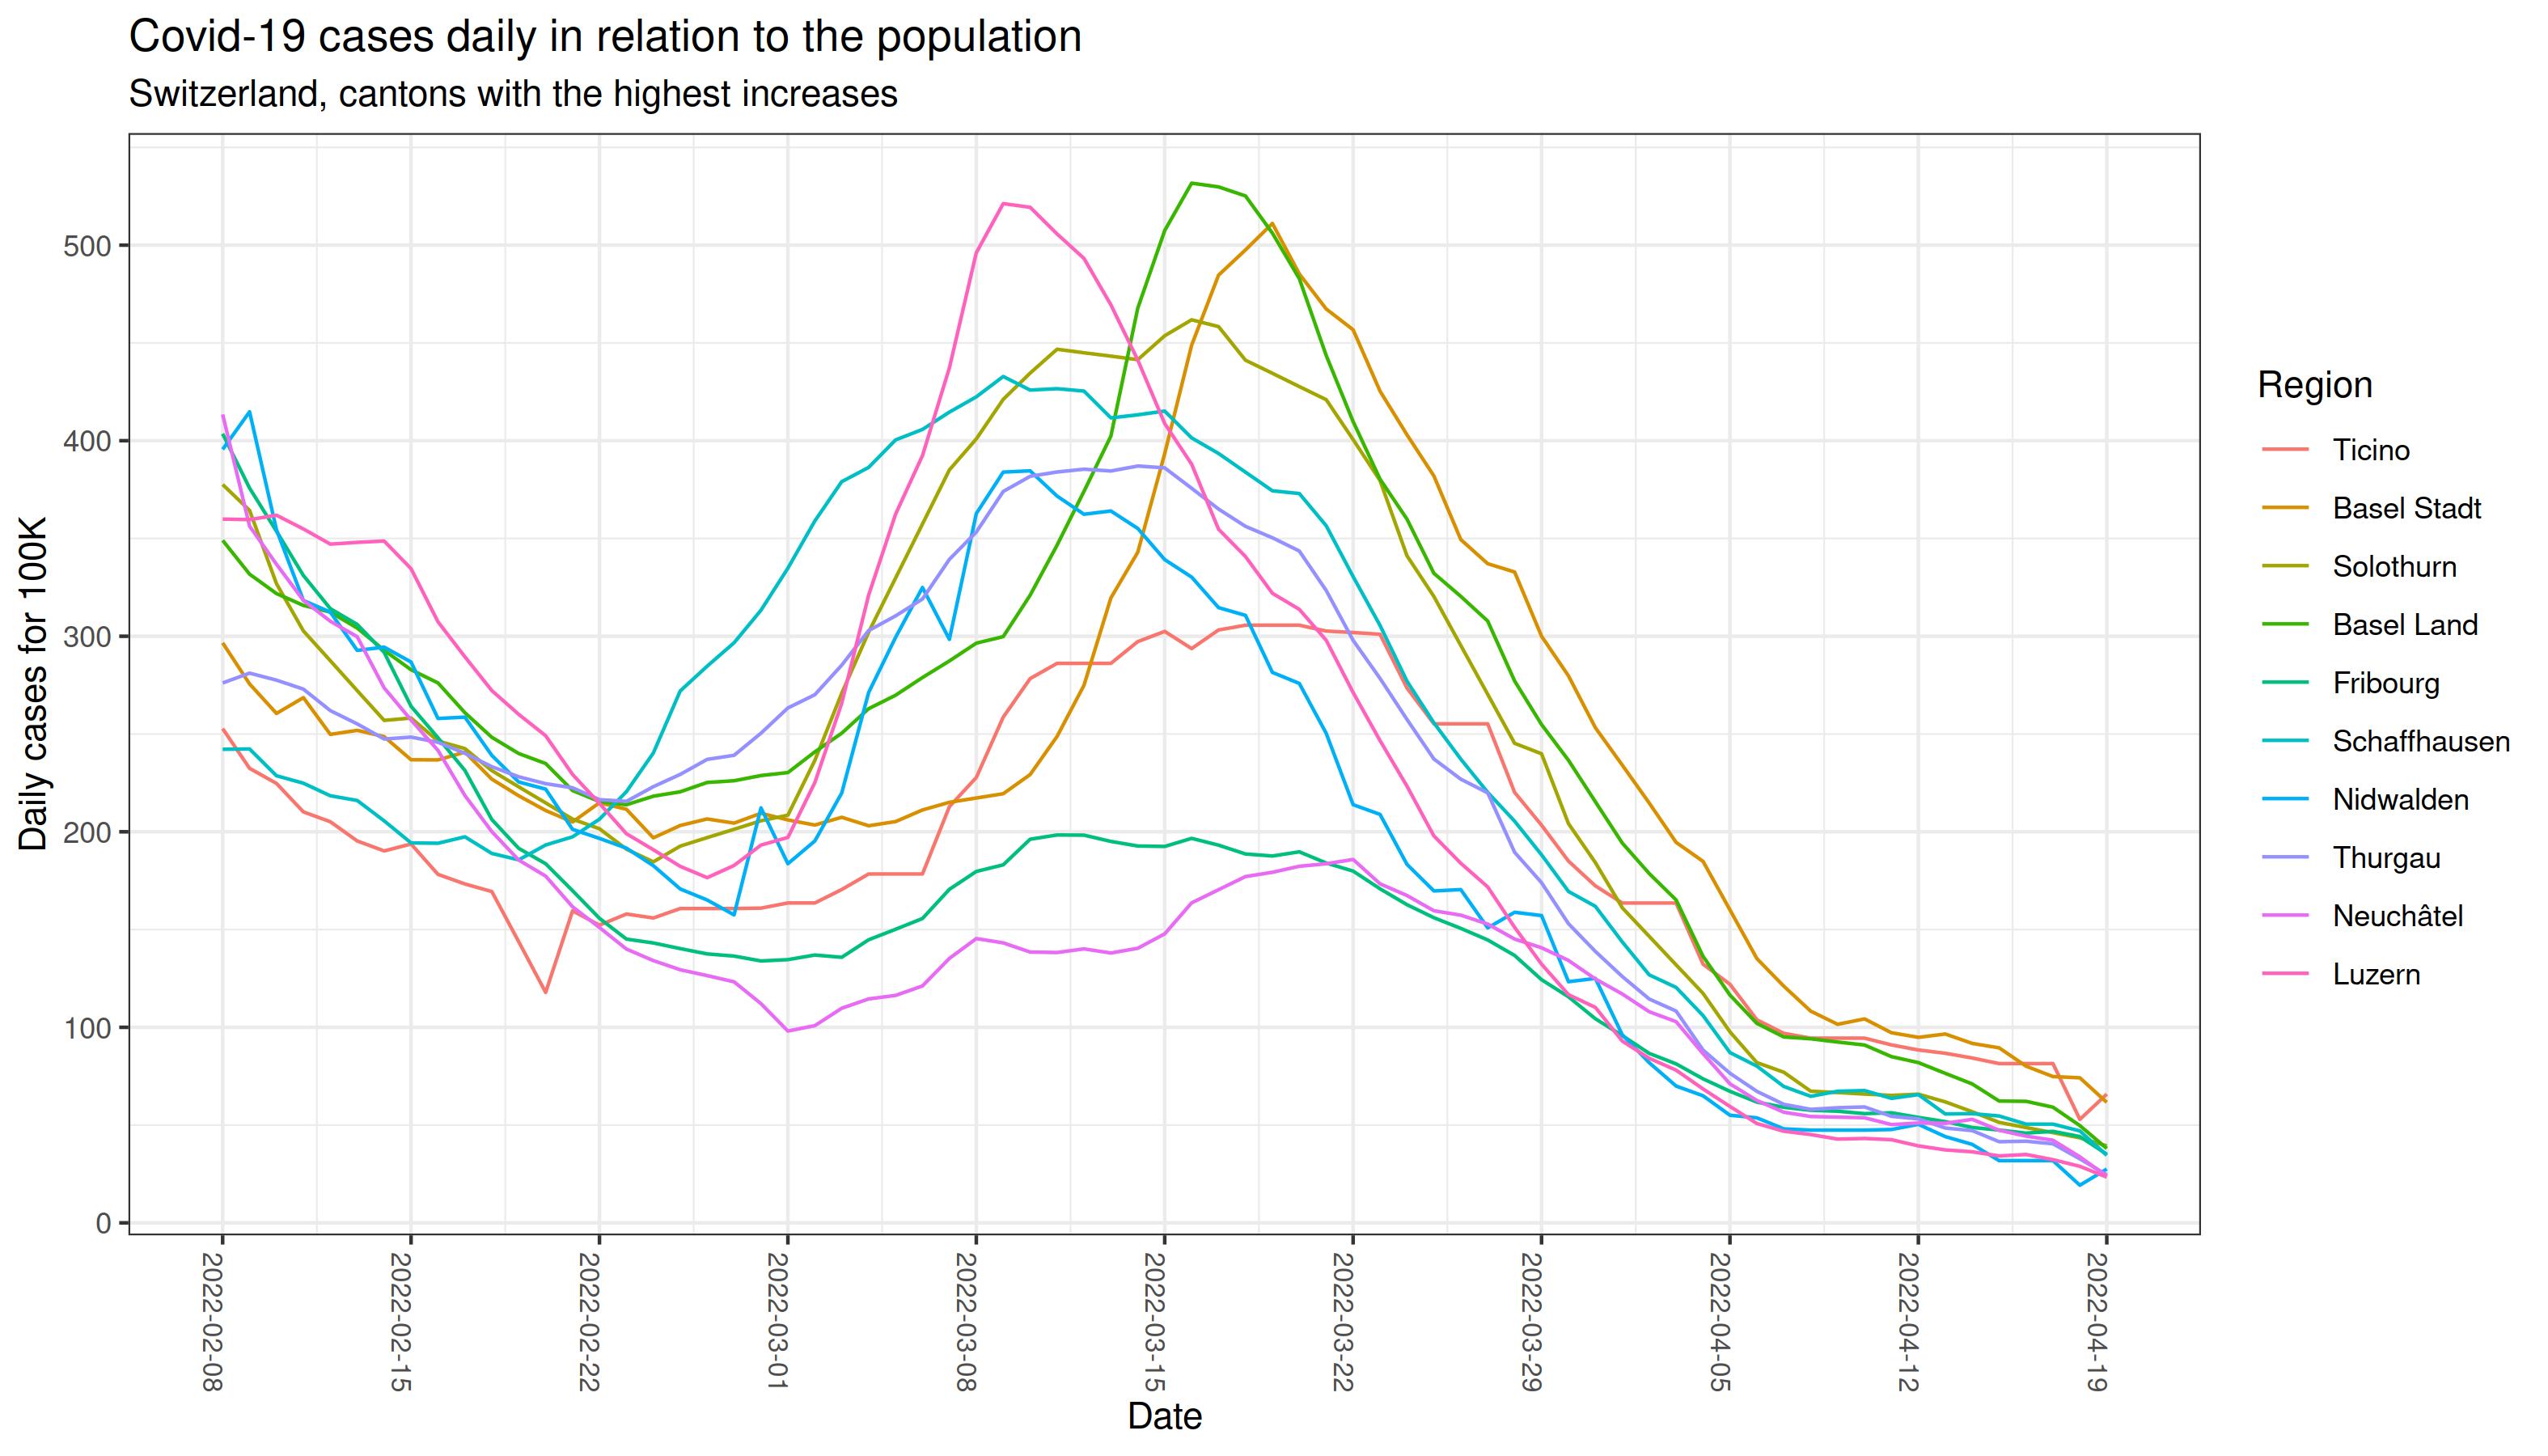 Covid-19 cases daily in relation to the population
Switzerland, cantons with the highest increases
Daily cases for 100K
500
400
300
200
100
0
2022-02-08
2022-02-15
2022-02-22
2022-03-01
2022-03-08
2022-03-15
2022-03-22
2022-03-29
2022-04-05
2022-04-12
2022-04-19
Date
Region
Ticino
Basel Stadt
Solothurn
Basel Land
Fribourg
Schaffhausen
Nidwalden
Thurgau
Neuchâtel
Luzern